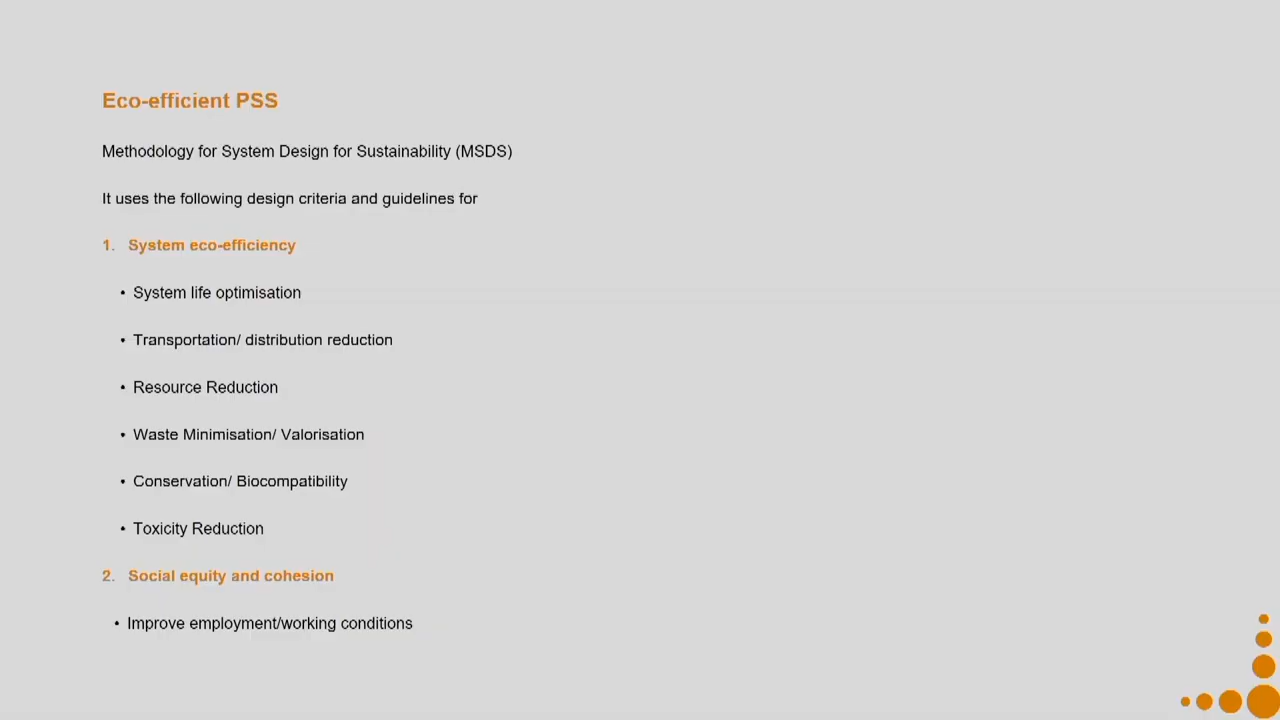 Eco-efficient PSS
Methodology for System Design for Sustainability (MSDS)
It uses the following design criteria and guidelines for
1. System eco-efficiency
• System life optimisation
• Transportation/ distribution reduction
• Resource Reduction
• Waste Minimisation/ Valorisation
• Conservation/ Biocompatibility
• Toxicity Reduction
2. Social equity and cohesion
• Improve employment/working conditions